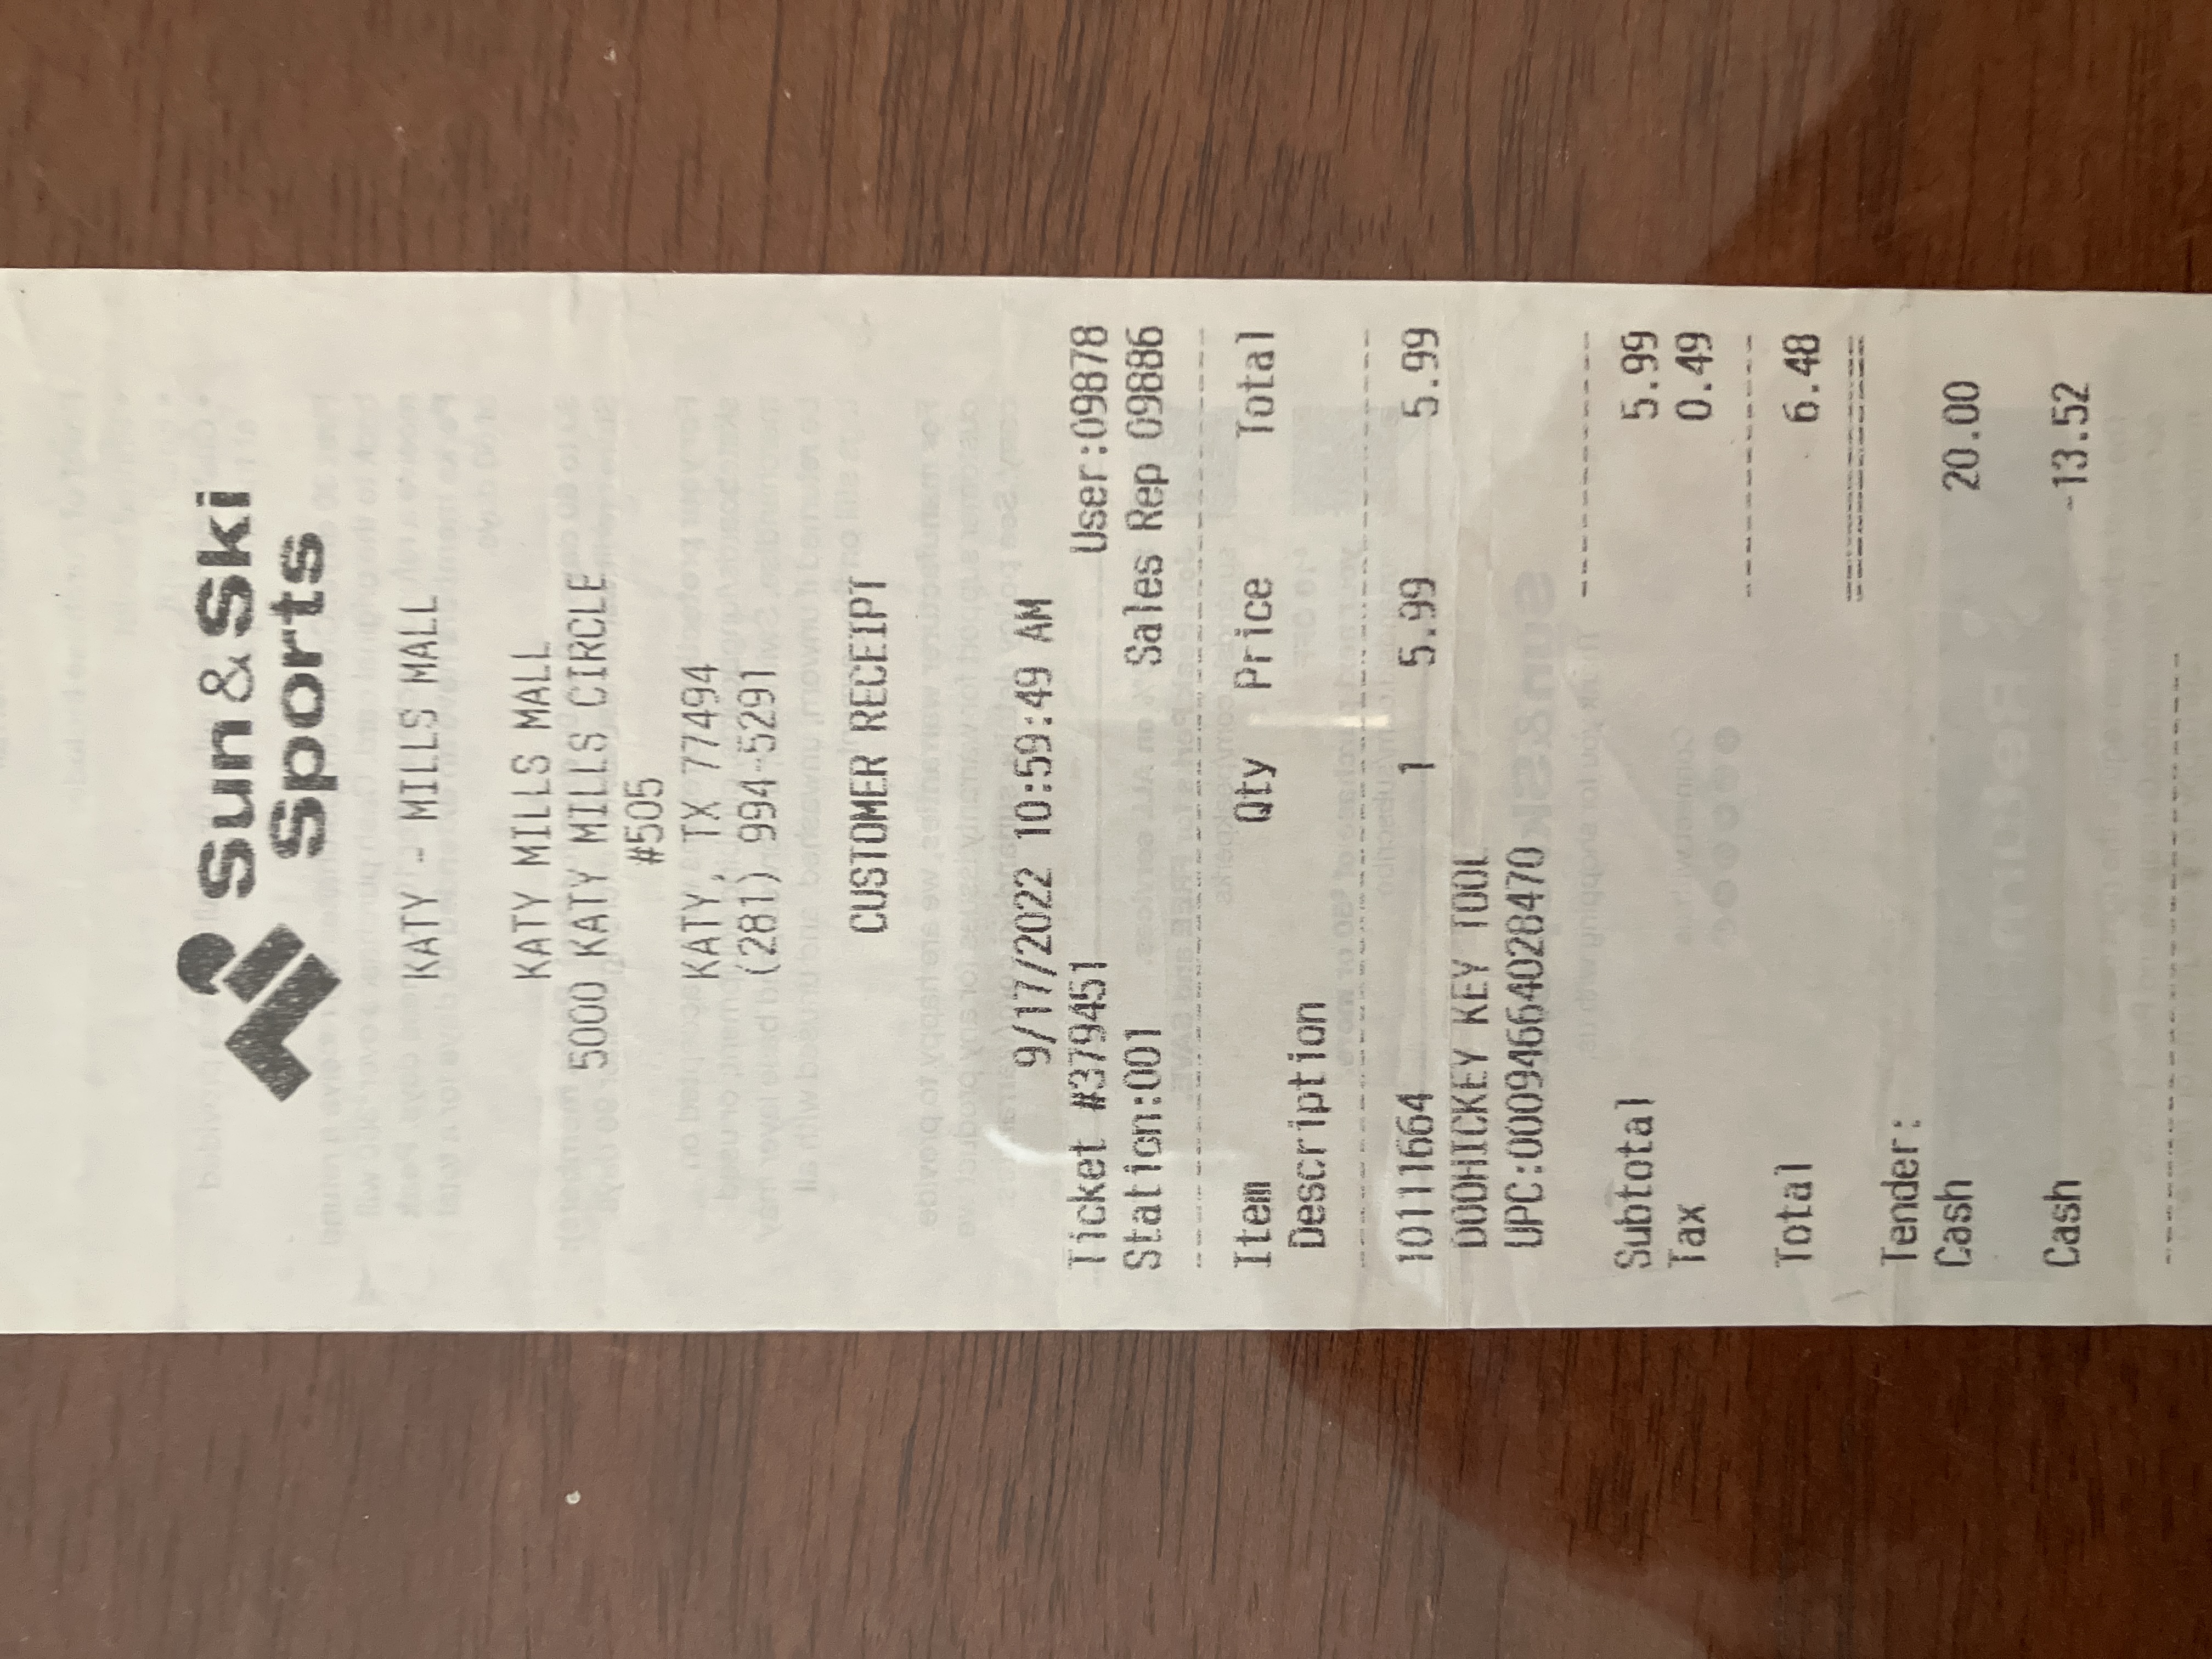 Sun & Ski
Sports
KATY - MILLS MALL
KATY MILLS MALL
5000 KATY MILLS CIRCLE
#505
KATY, TX 77494
(281) 994-5291
CUSTOMER RECEIPT
9/17/2022 10:59:49 AM
Ticket #379451 User:09878
Station:001 Sales Rep 09886
Item Qty Price Total
Description
10111664 1 5.99 5.99
DOOHICKEY KEY TOOL
UPC:00094664028470
Subtotal 5.99
Tax 0.49
Total 6.48
Tender:
Cash 20.00
Cash -13.52